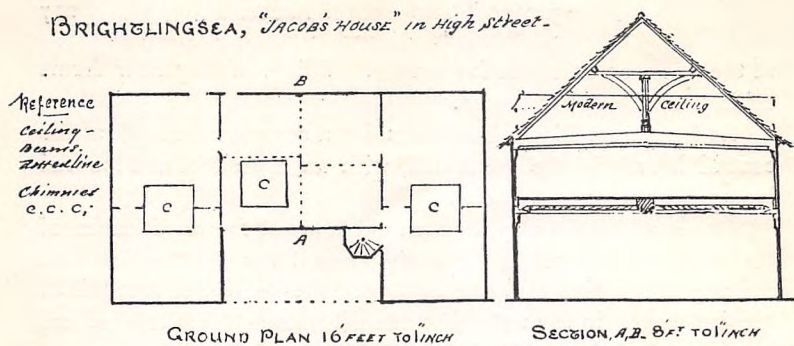 BRIGHTLINGSEA, "JACOB'S HOUSE" in High Street-
Reference
Ceiling-
Beams.
Dotted line
Chimnies
C. C. C;
B
C
C
C
A
Modern Ceiling
GROUND PLAN 16 FEET TO 1" INCH
SECTION, A,B. 8 FT TO 1" INCH